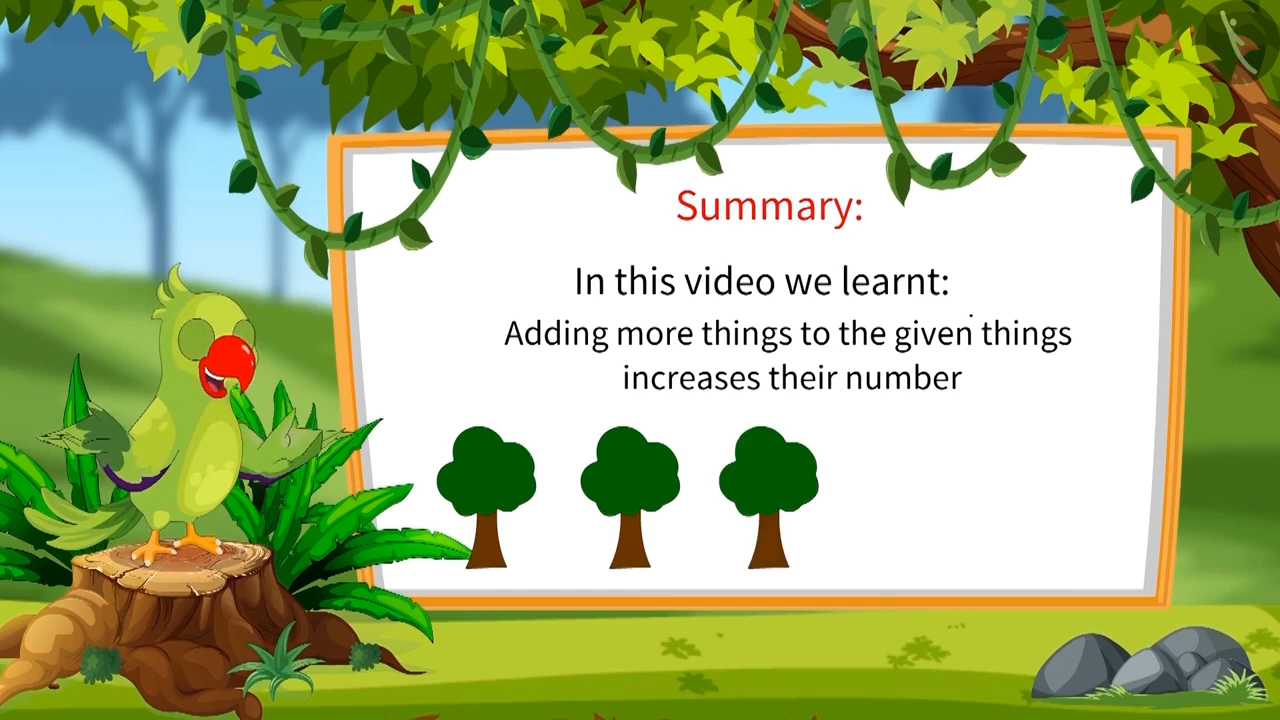 Summary:
In this video we learnt:
Adding more things to the given things
increases their number